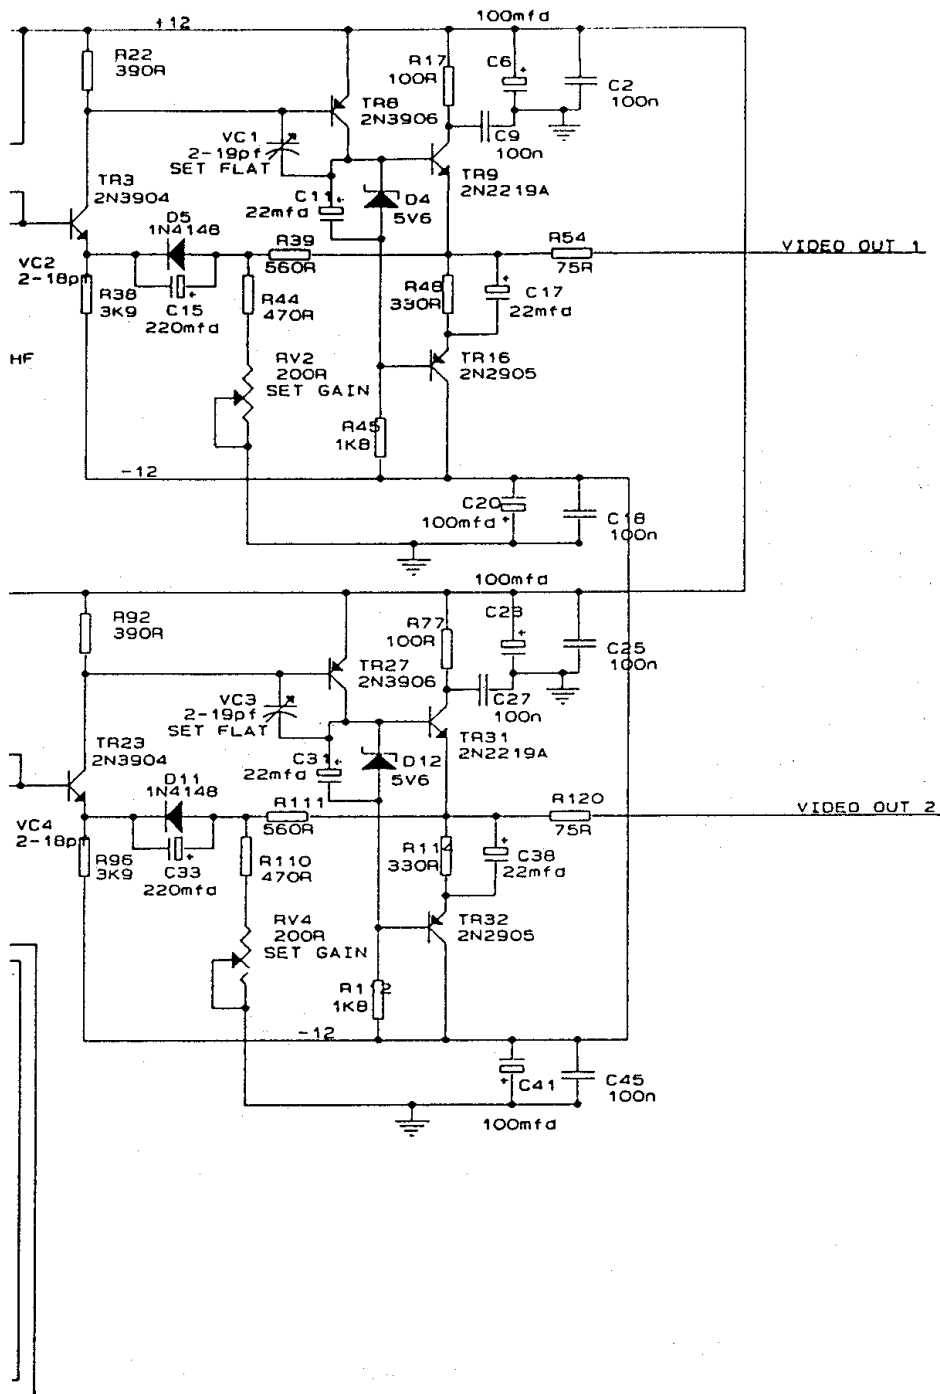 100mfd
+12
R22
390R
R17
100R
C6
+
C2
100n
TR8
2N3906
VC1
2-19pf
SET FLAT
C9
100n
TR3
2N3904
C11
22mfd
+
D4
5V6
TR9
2N2219A
D5
1N4148
R39
560R
R54
75R
VIDEO OUT 1
VC2
2-18p
R38
3K9
+
C15
220mfd
R44
470R
R48
330R
+
C17
22mfd
HF
RV2
200R
SET GAIN
TR16
2N2905
R45
1K8
-12
C20
100mfd
+
C18
100n
100mfd
R92
390R
R77
100R
C23
+
C25
100n
TR27
2N3906
VC3
2-19pf
SET FLAT
C27
100n
TR23
2N3904
C31
22mfd
+
D12
5V6
TR31
2N2219A
D11
1N4148
R111
560R
R120
75R
VIDEO OUT 2
VC4
2-18p
R96
3K9
+
C33
220mfd
R110
470R
R114
330R
+
C38
22mfd
RV4
200R
SET GAIN
TR32
2N2905
R112
1K8
-12
+
C41
C45
100n
100mfd